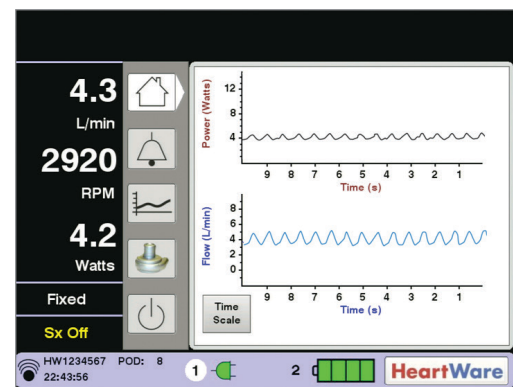 4.3
L/min
2920
RPM
4.2
Watts
Fixed
Sx Off
Power (Watts)
12
8
4
9 8 7 6 5 4 3 2 1
Time (s)
Flow (L/min)
8
6
4
2
0
9 8 7 6 5 4 3 2 1
Time (s)
Time
Scale
HW1234567 POD: 8
22:43:56
1
2
HeartWare